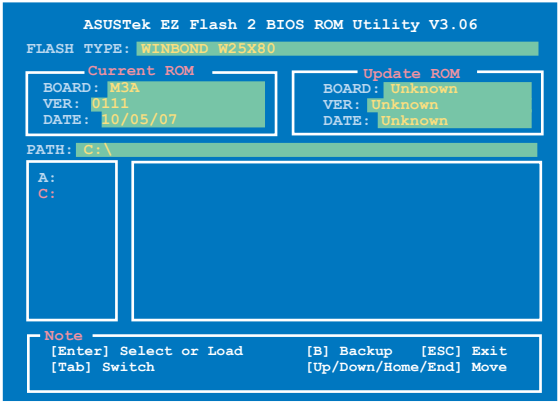 ASUSTek EZ Flash 2 BIOS ROM Utility V3.06
FLASH TYPE: WINBOND W25X80
Current ROM
BOARD: M3A
VER: 0111
DATE: 10/05/07
Update ROM
BOARD: Unknown
VER: Unknown
DATE: Unknown
PATH: C:\
A:
C:
Note
[Enter] Select or Load [B] Backup [ESC] Exit
[Tab] Switch [Up/Down/Home/End] Move